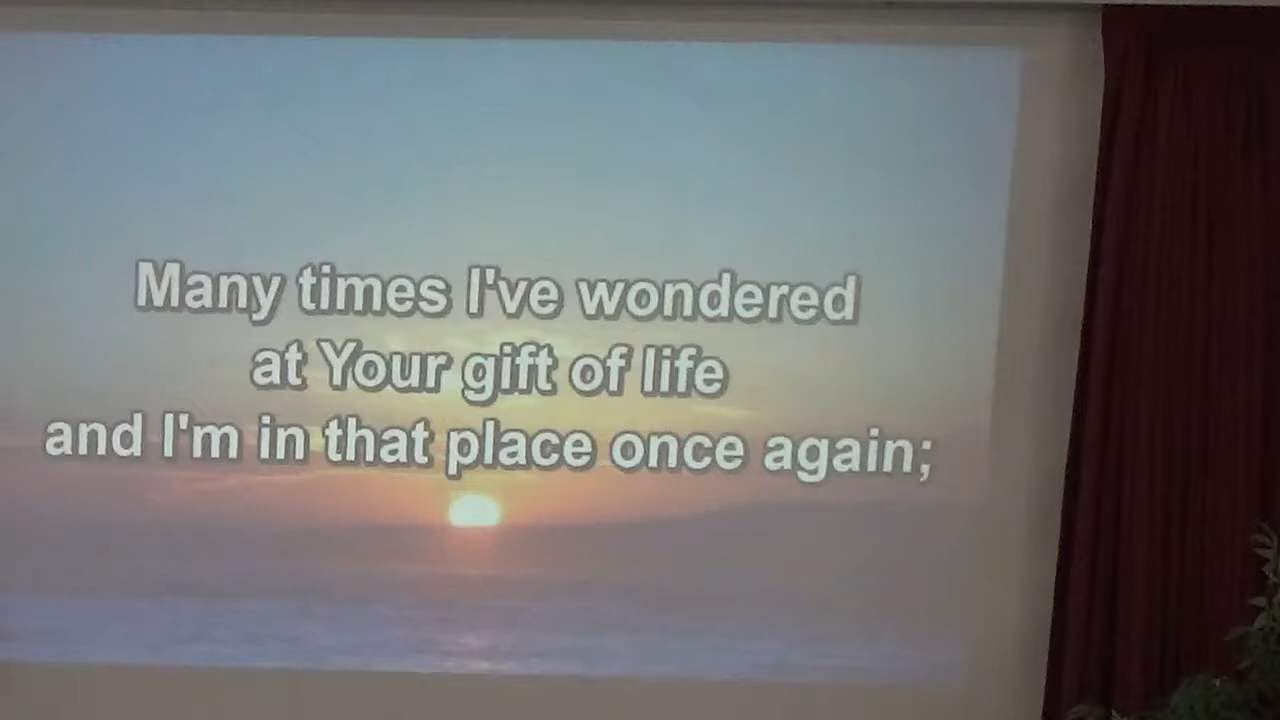 Many times I've wondered
at Your gift of life
and I'm in that place once again;